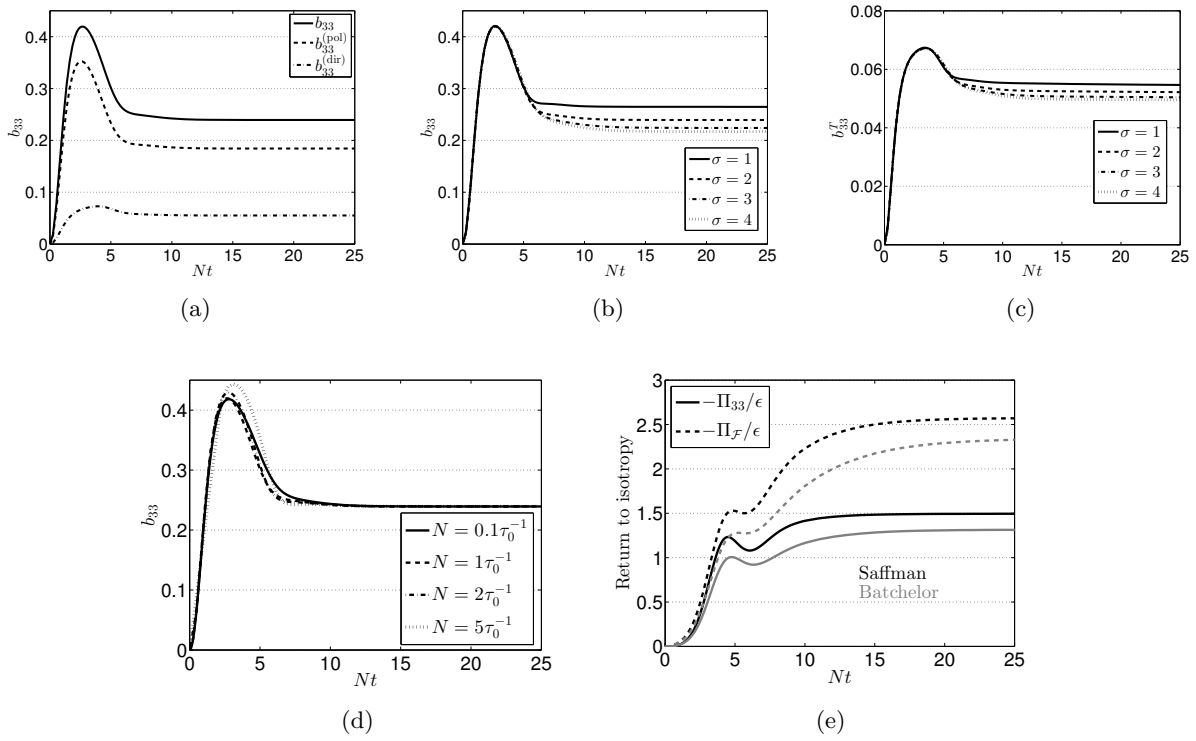 b₃₃
b₃₃^(pol)
b₃₃^(dir)
0.4
0.3
0.2
0.1
0
b₃₃
0 5 10 15 20 25
Nt
(a)
0.4
0.3
0.2
0.1
0
b₃₃
σ = 1
σ = 2
σ = 3
σ = 4
0 5 10 15 20 25
Nt
(b)
0.08
0.06
0.04
0.02
0
b₃₃^T
σ = 1
σ = 2
σ = 3
σ = 4
0 5 10 15 20 25
Nt
(c)
0.4
0.3
0.2
0.1
0
b₃₃
N = 0.1τ₀⁻¹
N = 1τ₀⁻¹
N = 2τ₀⁻¹
N = 5τ₀⁻¹
0 5 10 15 20 25
Nt
(d)
3
2.5
2
1.5
1
0.5
0
Return to isotropy
−Π₃₃/ϵ
−Π_ℱ/ϵ
Saffman
Batchelor
0 5 10 15 20 25
Nt
(e)